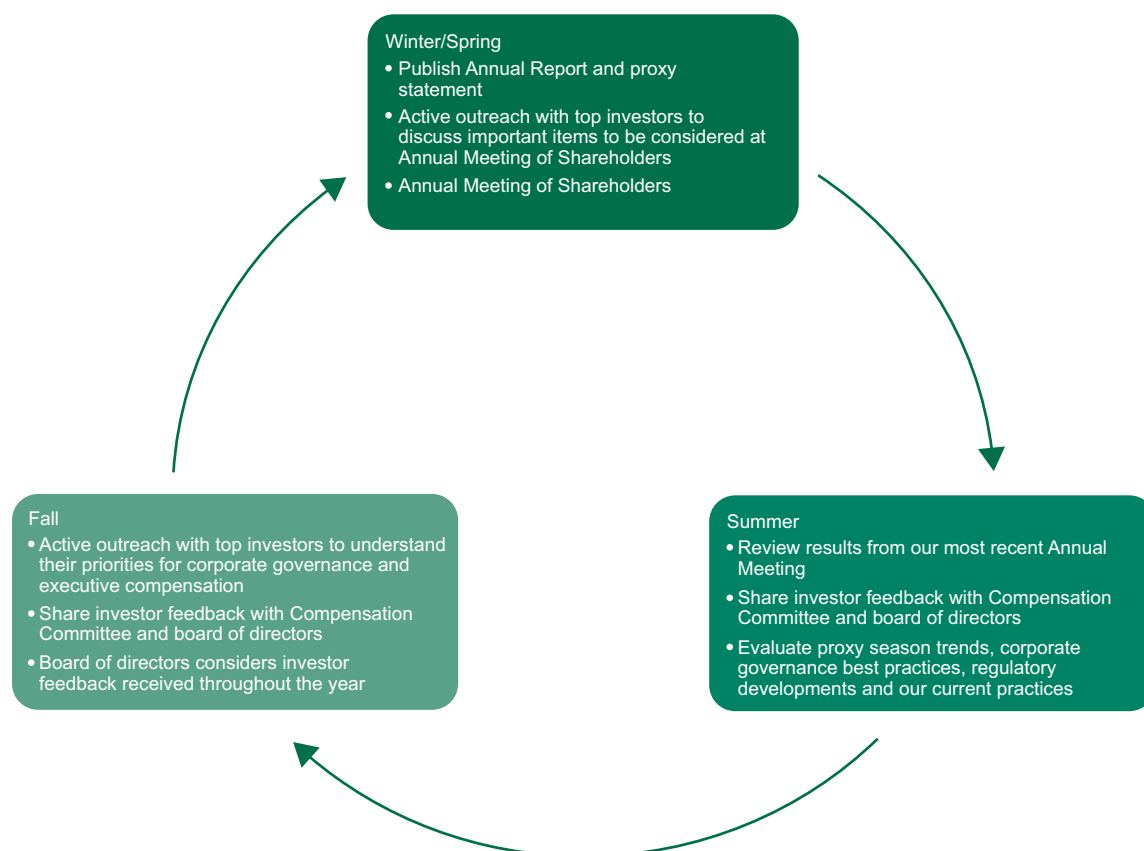 Winter/Spring
• Publish Annual Report and proxy
statement
• Active outreach with top investors to
discuss important items to be considered at
Annual Meeting of Shareholders
• Annual Meeting of Shareholders
Summer
• Review results from our most recent Annual
Meeting
• Share investor feedback with Compensation
Committee and board of directors
• Evaluate proxy season trends, corporate
governance best practices, regulatory
developments and our current practices
Fall
• Active outreach with top investors to understand
their priorities for corporate governance and
executive compensation
• Share investor feedback with Compensation
Committee and board of directors
• Board of directors considers investor
feedback received throughout the year